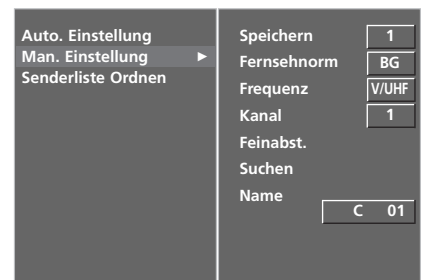 Auto. Einstellung
Man. Einstellung ►
Senderliste Ordnen
Speichern 1
Fernsehnorm BG
Frequenz V/UHF
Kanal 1
Feinabst.
Suchen
Name
C 01